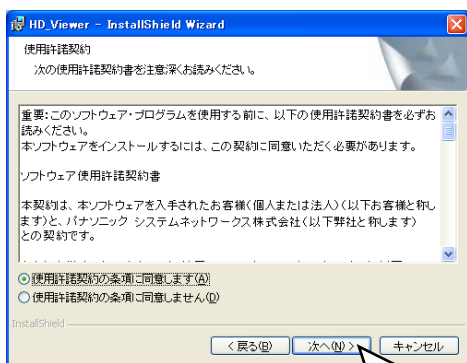 HD_Viewer - InstallShield Wizard
使用許諾契約
次の使用許諾契約書を注意深くお読みください。
重要:このソフトウェア・プログラムを使用する前に、以下の使用許諾契約書を必ずお
読みください。
本ソフトウェアをインストールするには、この契約に同意いただく必要があります。
ソフトウェア使用許諾契約書
本契約は、本ソフトウェアを入手されたお客様(個人または法人)(以下お客様と称し
ます)と、パナソニック システムネットワークス株式会社(以下弊社と称します)
との契約です。
使用許諾契約の条項に同意します(A)
使用許諾契約の条項に同意しません(D)
InstallShield
< 戻る(B) 次へ(N) > キャンセル